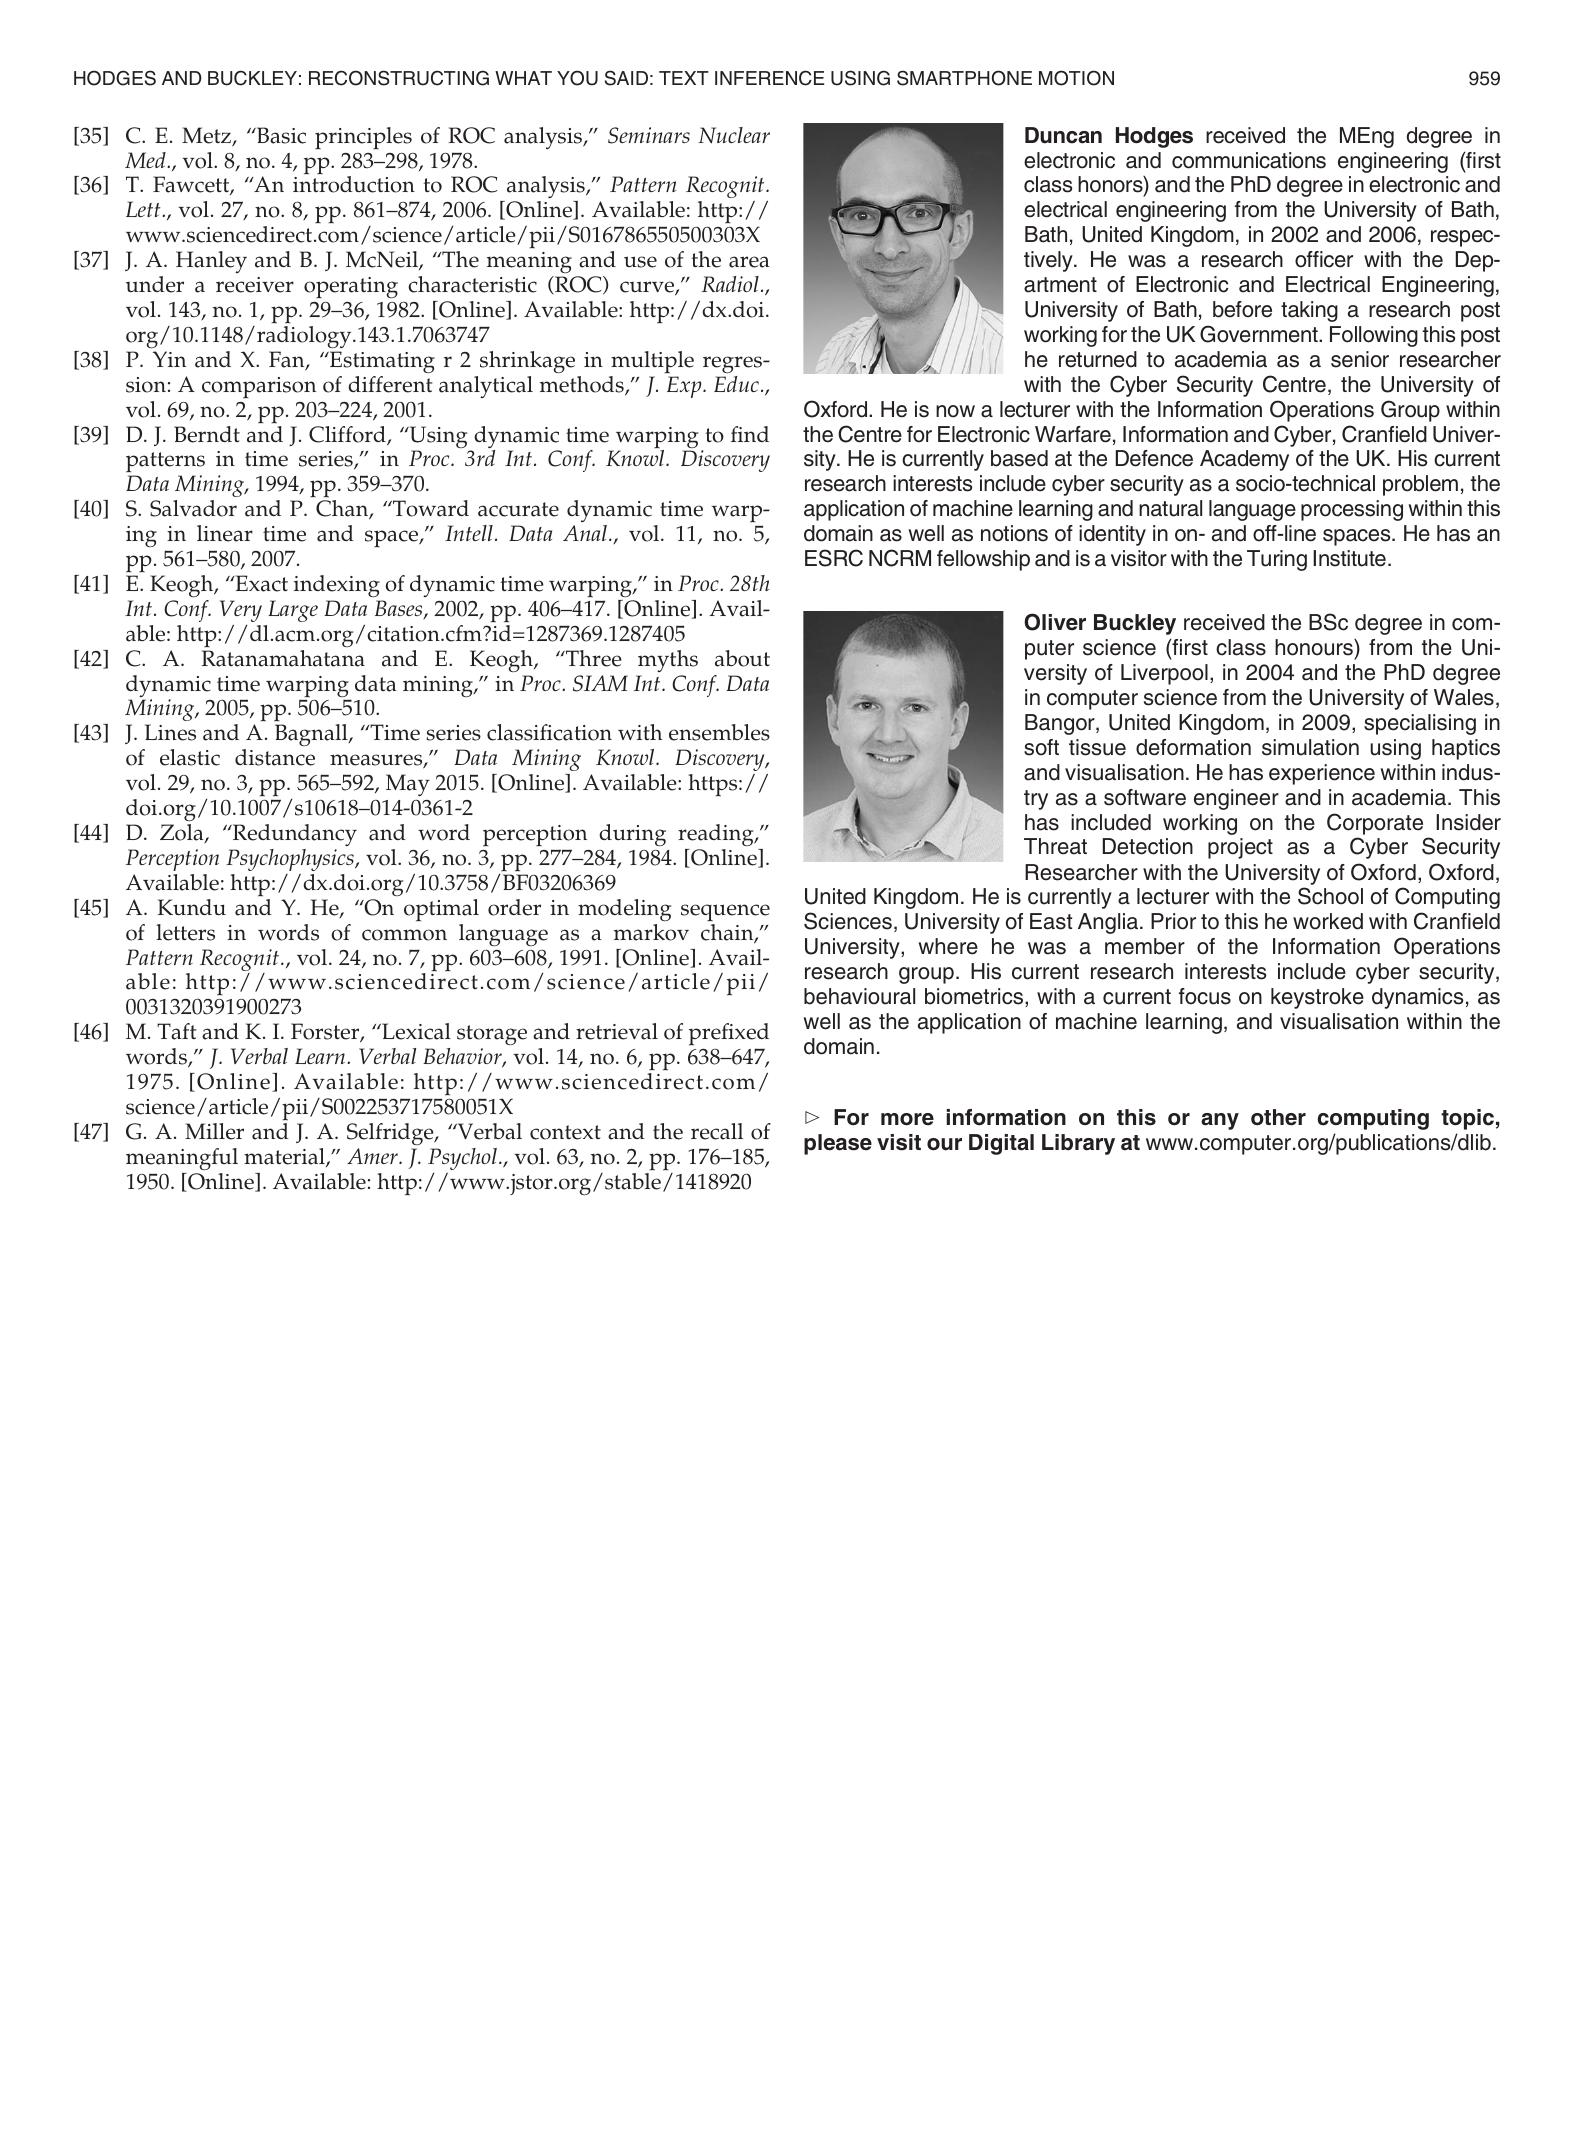 HODGES AND BUCKLEY: RECONSTRUCTING WHAT YOU SAID: TEXT INFERENCE USING SMARTPHONE MOTION 959
[35] C. E. Metz, “Basic principles of ROC analysis,” Seminars Nuclear
Med., vol. 8, no. 4, pp. 283–298, 1978.
[36] T. Fawcett, “An introduction to ROC analysis,” Pattern Recognit.
Lett., vol. 27, no. 8, pp. 861–874, 2006. [Online]. Available: http://
www.sciencedirect.com/science/article/pii/S016786550500303X
[37] J. A. Hanley and B. J. McNeil, “The meaning and use of the area
under a receiver operating characteristic (ROC) curve,” Radiol.,
vol. 143, no. 1, pp. 29–36, 1982. [Online]. Available: http://dx.doi.
org/10.1148/radiology.143.1.7063747
[38] P. Yin and X. Fan, “Estimating r 2 shrinkage in multiple regres-
sion: A comparison of different analytical methods,” J. Exp. Educ.,
vol. 69, no. 2, pp. 203–224, 2001.
[39] D. J. Berndt and J. Clifford, “Using dynamic time warping to find
patterns in time series,” in Proc. 3rd Int. Conf. Knowl. Discovery
Data Mining, 1994, pp. 359–370.
[40] S. Salvador and P. Chan, “Toward accurate dynamic time warp-
ing in linear time and space,” Intell. Data Anal., vol. 11, no. 5,
pp. 561–580, 2007.
[41] E. Keogh, “Exact indexing of dynamic time warping,” in Proc. 28th
Int. Conf. Very Large Data Bases, 2002, pp. 406–417. [Online]. Avail-
able: http://dl.acm.org/citation.cfm?id=1287369.1287405
[42] C. A. Ratanamahatana and E. Keogh, “Three myths about
dynamic time warping data mining,” in Proc. SIAM Int. Conf. Data
Mining, 2005, pp. 506–510.
[43] J. Lines and A. Bagnall, “Time series classification with ensembles
of elastic distance measures,” Data Mining Knowl. Discovery,
vol. 29, no. 3, pp. 565–592, May 2015. [Online]. Available: https://
doi.org/10.1007/s10618–014-0361-2
[44] D. Zola, “Redundancy and word perception during reading,”
Perception Psychophysics, vol. 36, no. 3, pp. 277–284, 1984. [Online].
Available: http://dx.doi.org/10.3758/BF03206369
[45] A. Kundu and Y. He, “On optimal order in modeling sequence
of letters in words of common language as a markov chain,”
Pattern Recognit., vol. 24, no. 7, pp. 603–608, 1991. [Online]. Avail-
able: http://www.sciencedirect.com/science/article/pii/
0031320391900273
[46] M. Taft and K. I. Forster, “Lexical storage and retrieval of prefixed
words,” J. Verbal Learn. Verbal Behavior, vol. 14, no. 6, pp. 638–647,
1975. [Online]. Available: http://www.sciencedirect.com/
science/article/pii/S002253717580051X
[47] G. A. Miller and J. A. Selfridge, “Verbal context and the recall of
meaningful material,” Amer. J. Psychol., vol. 63, no. 2, pp. 176–185,
1950. [Online]. Available: http://www.jstor.org/stable/1418920
Duncan Hodges received the MEng degree in
electronic and communications engineering (first
class honors) and the PhD degree in electronic and
electrical engineering from the University of Bath,
Bath, United Kingdom, in 2002 and 2006, respec-
tively. He was a research officer with the Dep-
artment of Electronic and Electrical Engineering,
University of Bath, before taking a research post
working for the UK Government. Following this post
he returned to academia as a senior researcher
with the Cyber Security Centre, the University of
Oxford. He is now a lecturer with the Information Operations Group within
the Centre for Electronic Warfare, Information and Cyber, Cranfield Univer-
sity. He is currently based at the Defence Academy of the UK. His current
research interests include cyber security as a socio-technical problem, the
application of machine learning and natural language processing within this
domain as well as notions of identity in on- and off-line spaces. He has an
ESRC NCRM fellowship and is a visitor with the Turing Institute.
Oliver Buckley received the BSc degree in com-
puter science (first class honours) from the Uni-
versity of Liverpool, in 2004 and the PhD degree
in computer science from the University of Wales,
Bangor, United Kingdom, in 2009, specialising in
soft tissue deformation simulation using haptics
and visualisation. He has experience within indus-
try as a software engineer and in academia. This
has included working on the Corporate Insider
Threat Detection project as a Cyber Security
Researcher with the University of Oxford, Oxford,
United Kingdom. He is currently a lecturer with the School of Computing
Sciences, University of East Anglia. Prior to this he worked with Cranfield
University, where he was a member of the Information Operations
research group. His current research interests include cyber security,
behavioural biometrics, with a current focus on keystroke dynamics, as
well as the application of machine learning, and visualisation within the
domain.
▷ For more information on this or any other computing topic,
please visit our Digital Library at www.computer.org/publications/dlib.